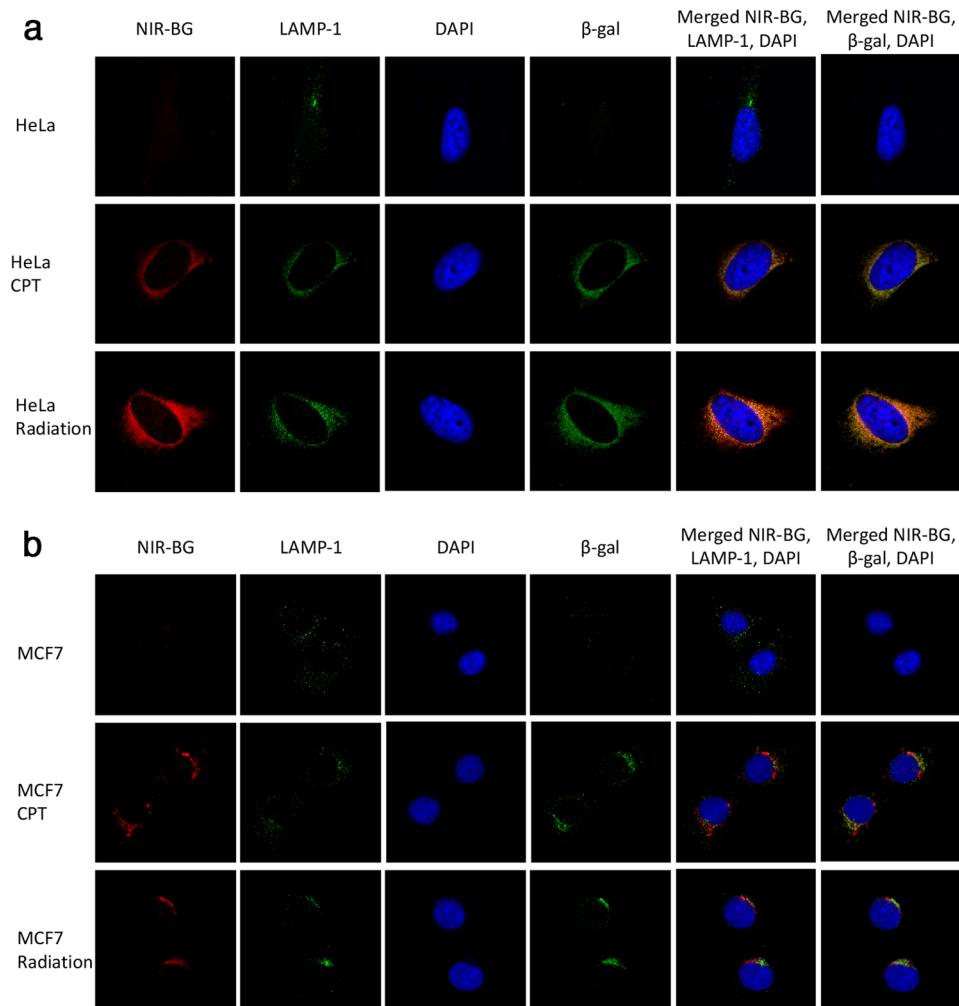 a
NIR-BG LAMP-1 DAPI β-gal Merged NIR-BG, LAMP-1, DAPI Merged NIR-BG, β-gal, DAPI
HeLa
HeLa
CPT
HeLa
Radiation
b
NIR-BG LAMP-1 DAPI β-gal Merged NIR-BG, LAMP-1, DAPI Merged NIR-BG, β-gal, DAPI
MCF7
MCF7
CPT
MCF7
Radiation